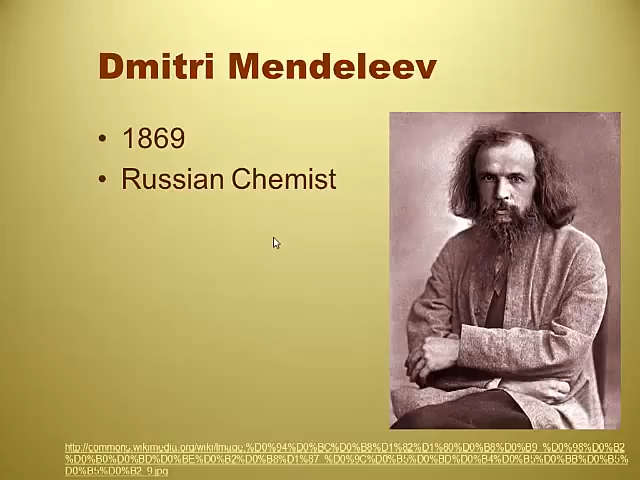 Dmitri Mendeleev
• 1869
• Russian Chemist
http://commons.wikimedia.org/wiki/Image:%D0%94%D0%BC%D0%B8%D1%82%D1%80%D0%B8%D0%B9_%D0%98%D0%B2
%D0%B0%D0%BD%D0%BE%D0%B2%D0%B8%D1%87_%D0%9C%D0%B5%D0%BD%D0%B4%D0%B5%D0%BB%D0%B5%D0%B5%D0%B2_9.jpg